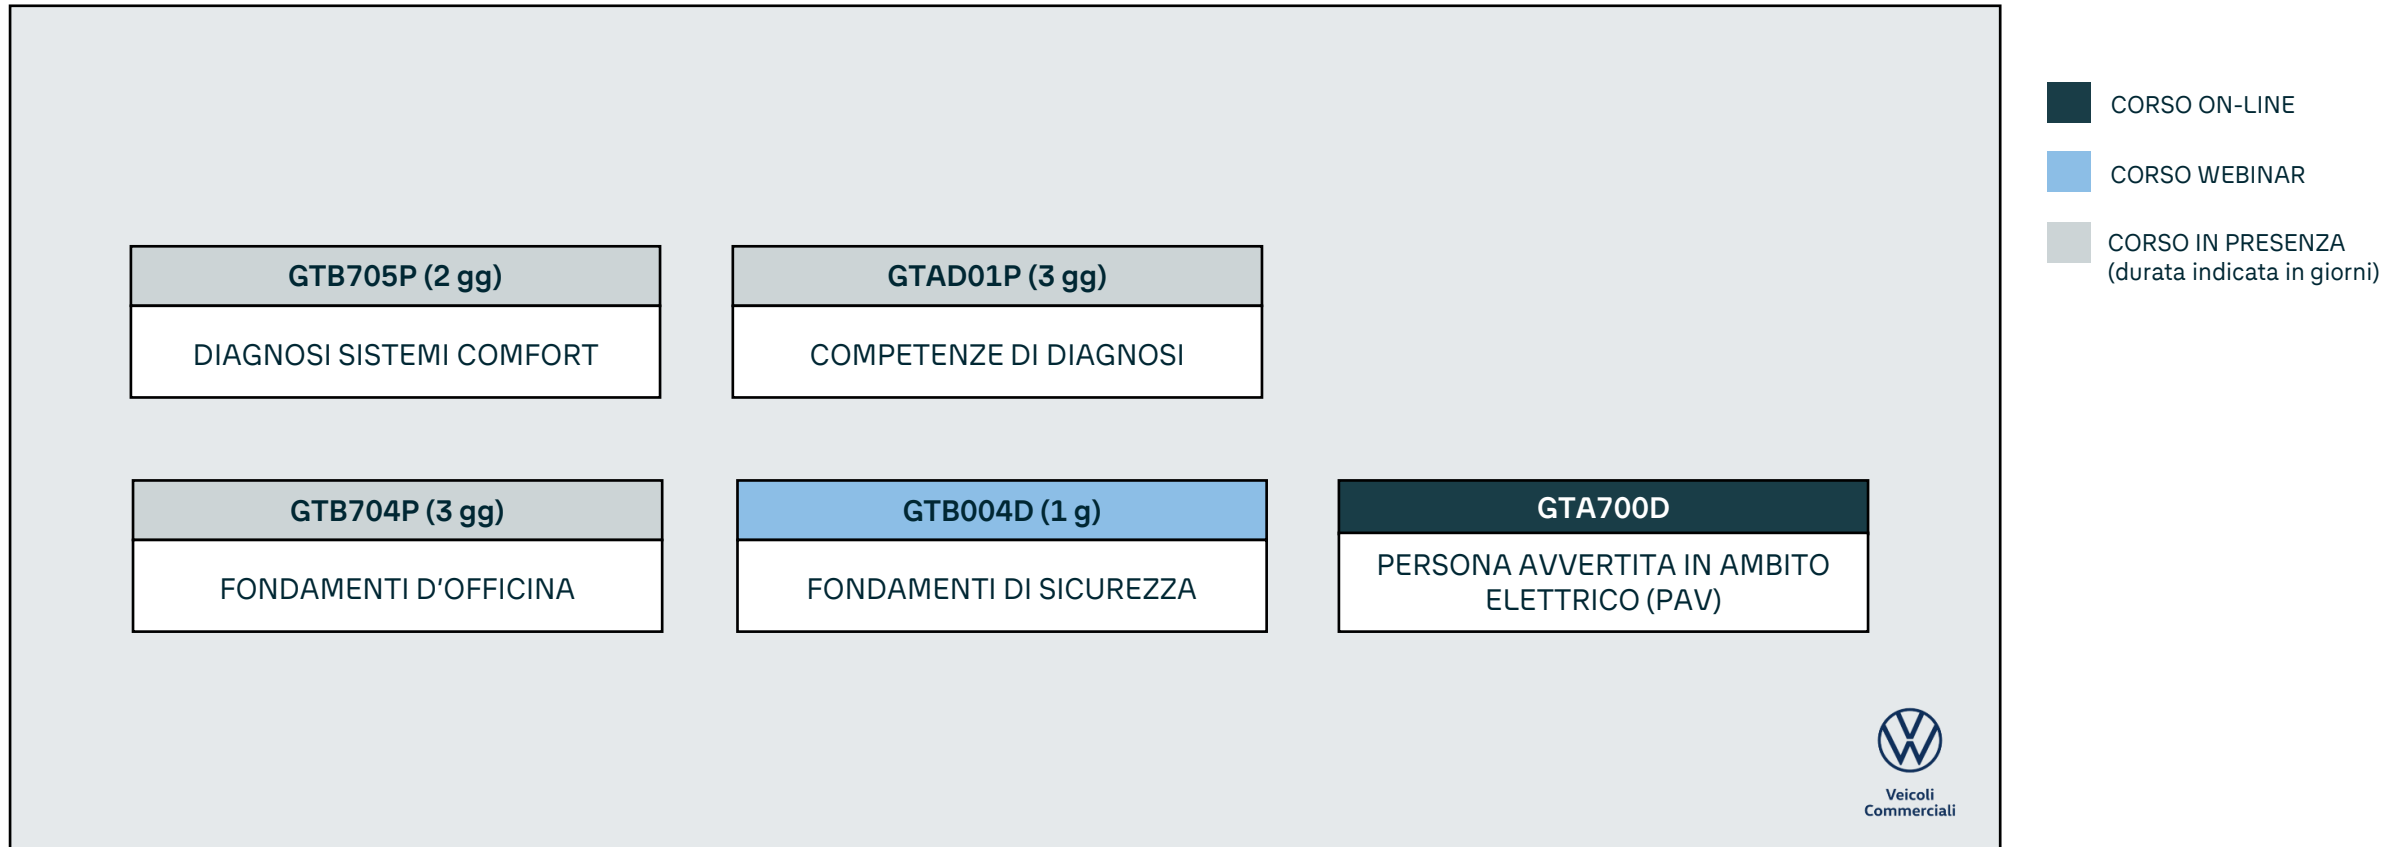 GTB705P (2 gg)
DIAGNOSI SISTEMI COMFORT
GTAD01P (3 gg)
COMPETENZE DI DIAGNOSI
GTB704P (3 gg)
FONDAMENTI D’OFFICINA
GTB004D (1 g)
FONDAMENTI DI SICUREZZA
GTA700D
PERSONA AVVERTITA IN AMBITO
ELETTRICO (PAV)
Veicoli
Commerciali
CORSO ON-LINE
CORSO WEBINAR
CORSO IN PRESENZA
(durata indicata in giorni)